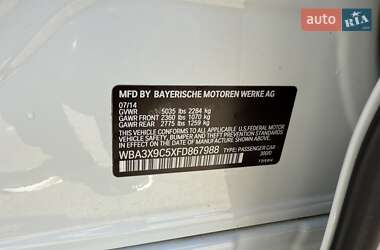 auto RIA
MFD BY BAYERISCHE MOTOREN WERKE AG
07/14
GVWR 5035 lbs 2284 kg
GAWR FRONT 2360 lbs 1070 kg
GAWR REAR 2775 lbs 1259 kg
THIS VEHICLE CONFORMS TO ALL APPLICABLE U.S. FEDERAL MOTOR
VEHICLE SAFETY, BUMPER, AND THEFT PREVENTION STANDARDS
IN EFFECT ON THE DATE OF MANUFACTURE SHOWN ABOVE.
WBA3X9C5XFD867988 TYPE: PASSENGER CAR